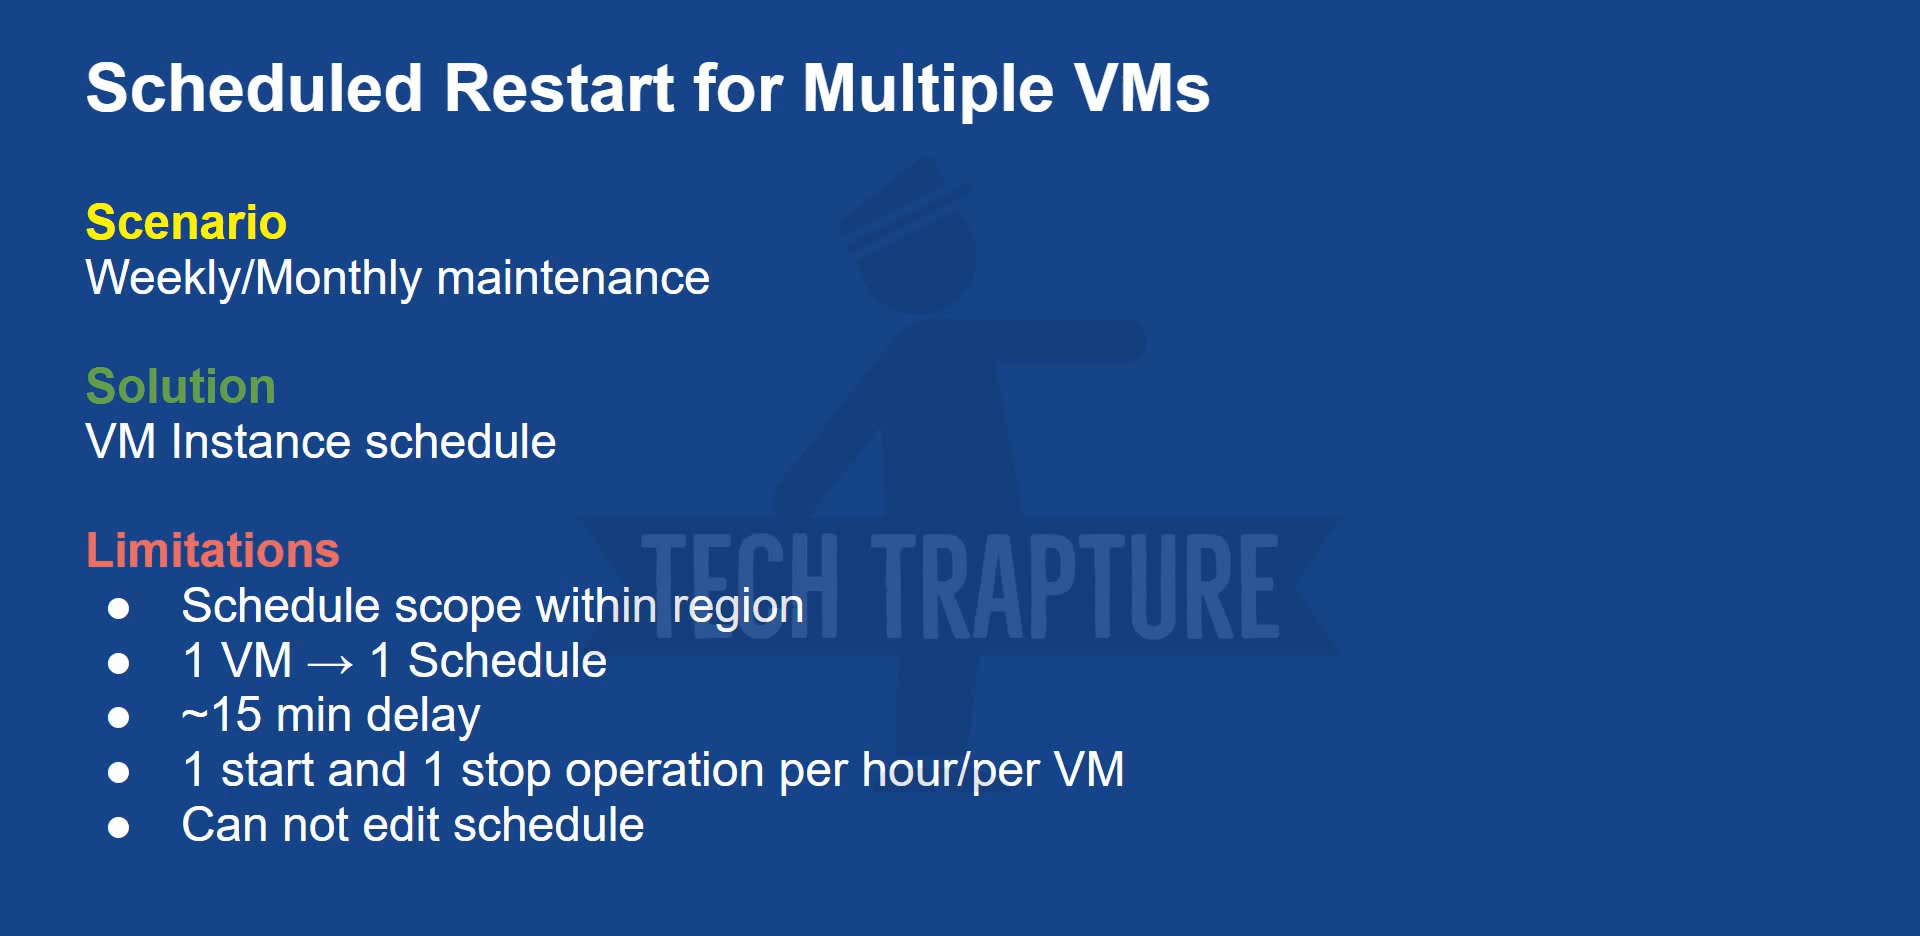 Scheduled Restart for Multiple VMs
Scenario
Weekly/Monthly maintenance
Solution
VM Instance schedule
Limitations
● Schedule scope within region
● 1 VM → 1 Schedule
● ~15 min delay
● 1 start and 1 stop operation per hour/per VM
● Can not edit schedule
TECH TRAPTURE